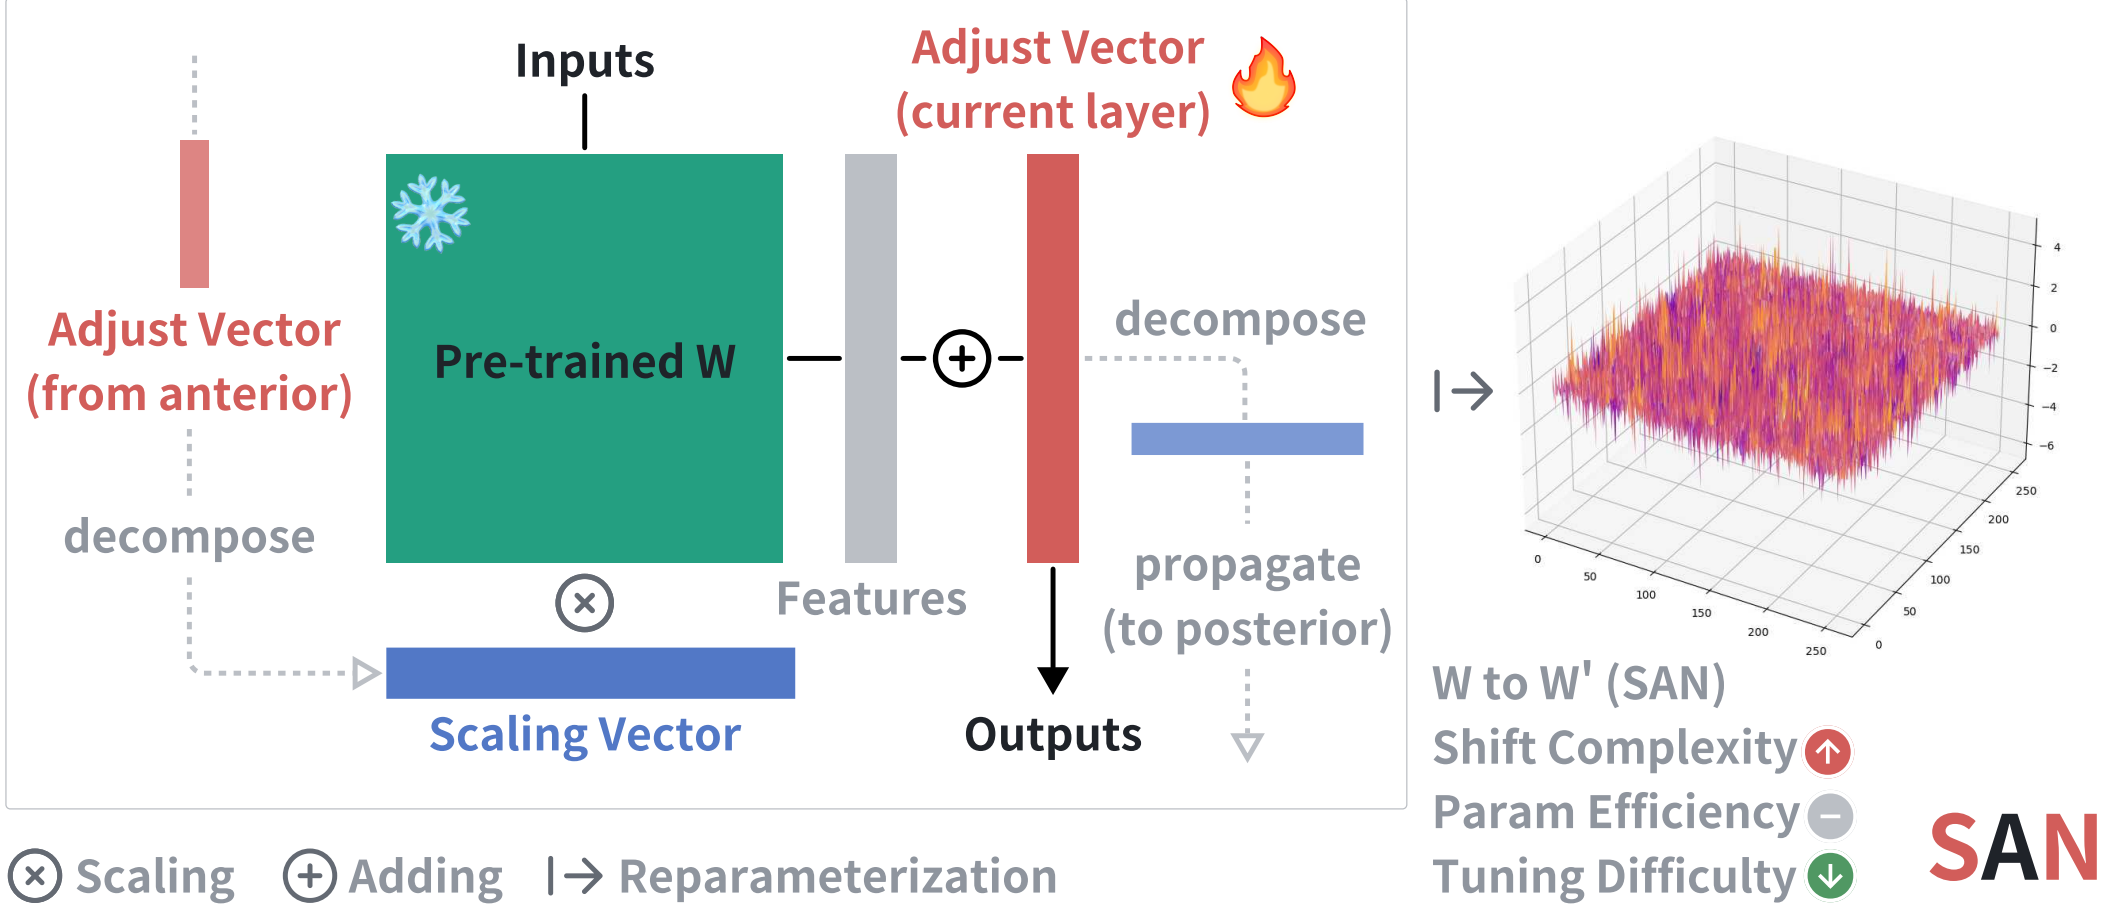 Inputs
Adjust Vector
(current layer)
Adjust Vector
(from anterior)
decompose
Pre-trained W
Features
Scaling Vector
Outputs
decompose
propagate
(to posterior)
4
2
0
−2
−4
−6
0
50
100
150
200
250
0
50
100
150
200
250
W to W' (SAN)
Shift Complexity
Param Efficiency
Tuning Difficulty
SAN
Scaling
Adding
Reparameterization